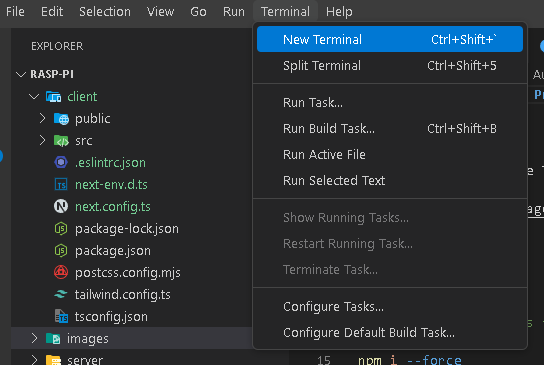 File Edit Selection View Go Run Terminal Help
EXPLORER
RASP-PI
client
public
src
.eslintrc.json
next-env.d.ts
next.config.ts
package-lock.json
package.json
postcss.config.mjs
tailwind.config.ts
tsconfig.json
images
server
New Terminal Ctrl+Shift+`
Split Terminal Ctrl+Shift+5
Run Task...
Run Build Task... Ctrl+Shift+B
Run Active File
Run Selected Text
Show Running Tasks...
Restart Running Task...
Terminate Task...
Configure Tasks...
Configure Default Build Task...
15 npm i --force